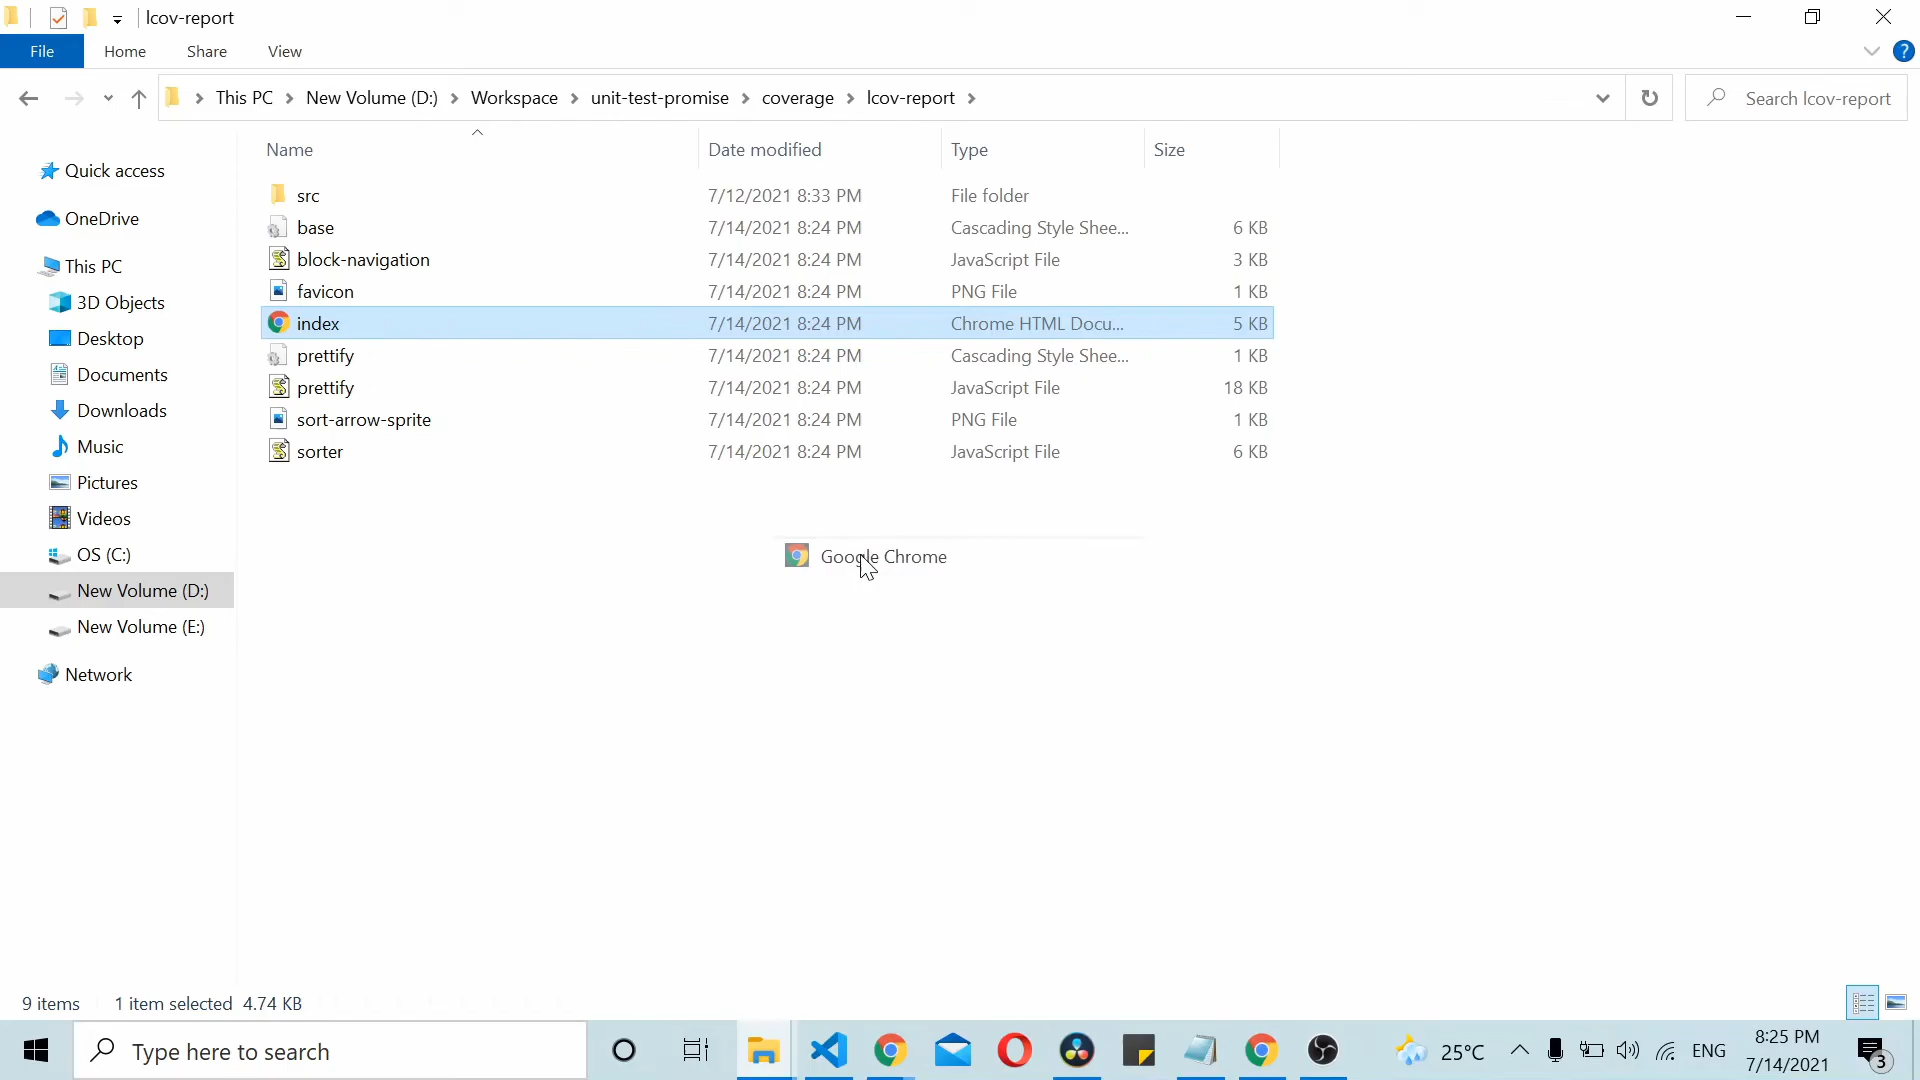 lcov-report
File Home Share View
This PC New Volume (D:) Workspace unit-test-promise coverage lcov-report
Search lcov-report
Name Date modified Type Size
Quick access
OneDrive
This PC
3D Objects
Desktop
Documents
Downloads
Music
Pictures
Videos
OS (C:)
New Volume (D:)
New Volume (E:)
Network
src 7/12/2021 8:33 PM File folder
base 7/14/2021 8:24 PM Cascading Style Shee... 6 KB
block-navigation 7/14/2021 8:24 PM JavaScript File 3 KB
favicon 7/14/2021 8:24 PM PNG File 1 KB
index 7/14/2021 8:24 PM Chrome HTML Docu... 5 KB
prettify 7/14/2021 8:24 PM Cascading Style Shee... 1 KB
prettify 7/14/2021 8:24 PM JavaScript File 18 KB
sort-arrow-sprite 7/14/2021 8:24 PM PNG File 1 KB
sorter 7/14/2021 8:24 PM JavaScript File 6 KB
Google Chrome
9 items 1 item selected 4.74 KB
Type here to search
25°C
ENG
8:25 PM
7/14/2021
3